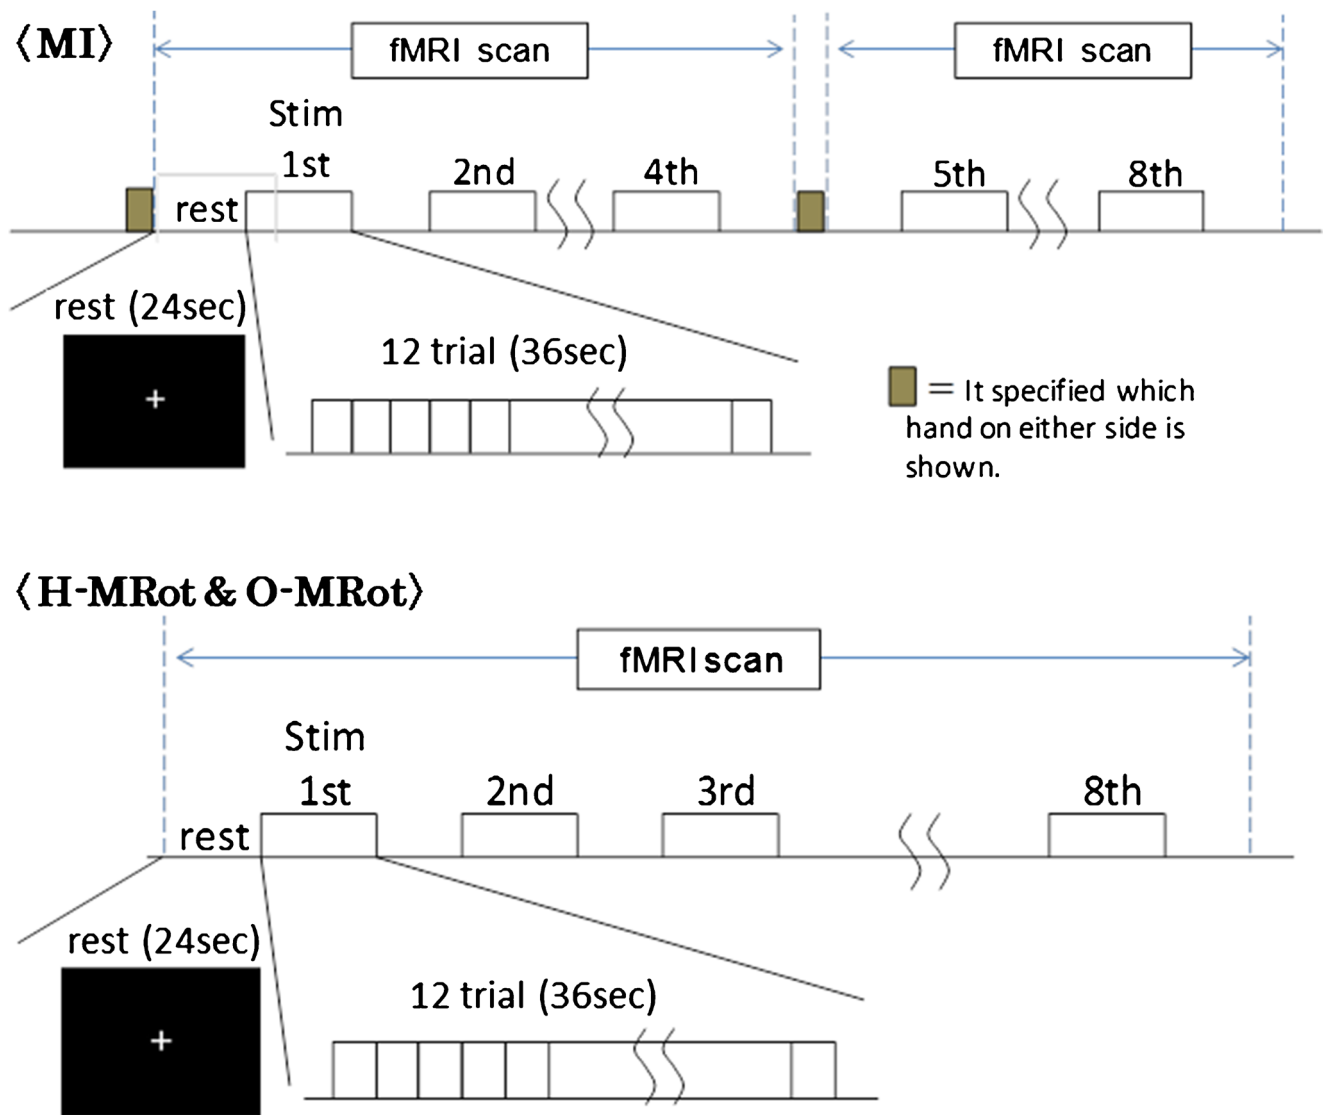 〈MI〉
fMRI scan
fMRI scan
Stim
1st
2nd
4th
5th
8th
rest
rest (24sec)
+
12 trial (36sec)
= It specified which
hand on either side is
shown.
〈H-MRot & O-MRot〉
fMRI scan
Stim
1st
2nd
3rd
8th
rest
rest (24sec)
+
12 trial (36sec)